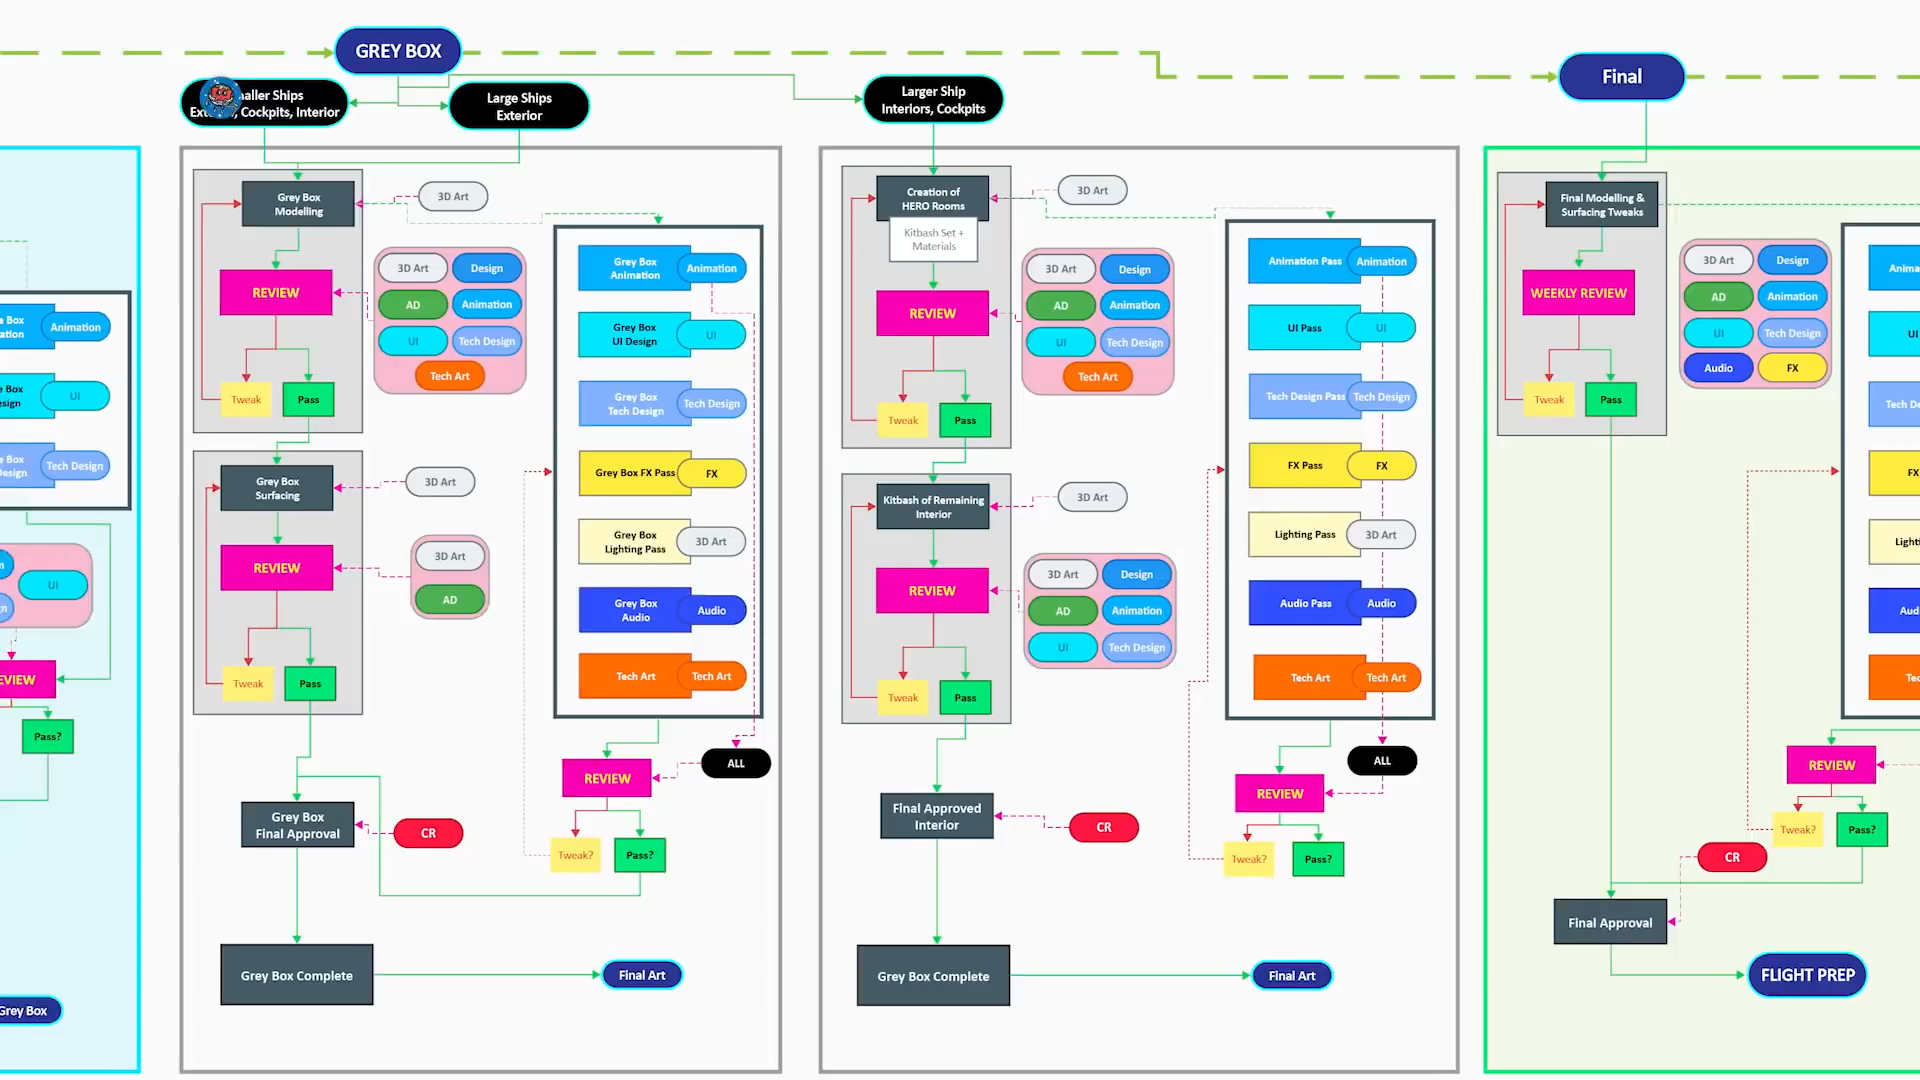 GREY BOX
Final
maller Ships
Cockpits, Interior
Large Ships
Exterior
Larger Ship
Interiors, Cockpits
Animation
UI
Tech Design
UI
Pass?
Grey Box
Grey Box
Modelling
3D Art
REVIEW
3D Art
Design
AD
Animation
UI
Tech Design
Tech Art
Tweak
Pass
Grey Box
Surfacing
3D Art
REVIEW
3D Art
AD
Tweak
Pass
Grey Box
Final Approval
CR
Grey Box Complete
Final Art
Grey Box
Animation
Animation
Grey Box
UI Design
UI
Grey Box
Tech Design
Tech Design
Grey Box FX Pass
FX
Grey Box
Lighting Pass
3D Art
Grey Box
Audio
Audio
Tech Art
Tech Art
ALL
REVIEW
Tweak?
Pass?
Creation of
HERO Rooms
Kitbash Set +
Materials
3D Art
REVIEW
3D Art
Design
AD
Animation
UI
Tech Design
Tech Art
Tweak
Pass
Kitbash of Remaining
Interior
3D Art
REVIEW
3D Art
Design
AD
Animation
UI
Tech Design
Tweak
Pass
Final Approved
Interior
CR
Grey Box Complete
Final Art
Animation Pass
Animation
UI Pass
UI
Tech Design Pass
Tech Design
FX Pass
FX
Lighting Pass
3D Art
Audio Pass
Audio
Tech Art
Tech Art
ALL
REVIEW
Tweak?
Pass?
Final Modelling &
Surfacing Tweaks
WEEKLY REVIEW
3D Art
Design
AD
Animation
UI
Tech Design
Audio
FX
Tweak
Pass
UI
FX
REVIEW
Tweak?
Pass?
CR
Final Approval
FLIGHT PREP